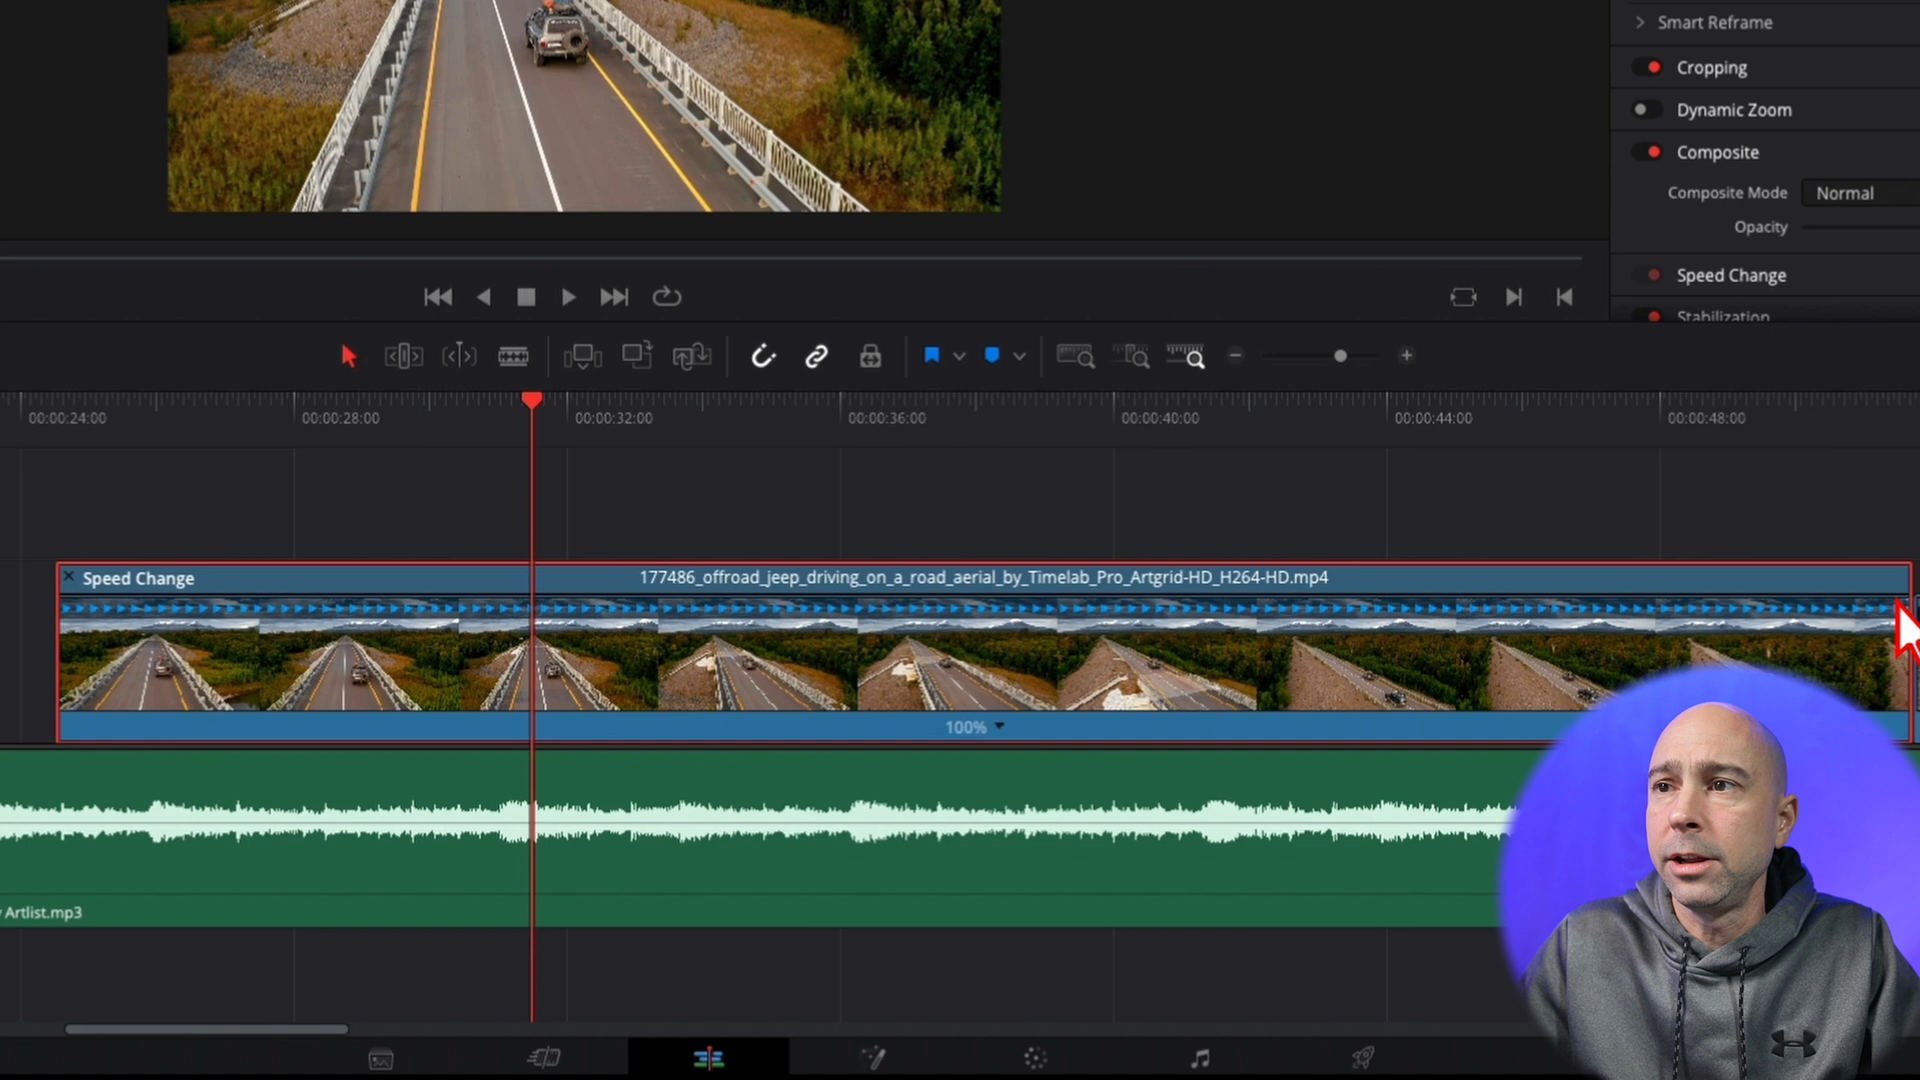 Smart Reframe
Cropping
Dynamic Zoom
Composite
Composite Mode Normal
Opacity
Speed Change
Stabilization
00:00:24:00 00:00:28:00 00:00:32:00 00:00:36:00 00:00:40:00 00:00:44:00 00:00:48:00
Speed Change 177486_offroad_jeep_driving_on_a_road_aerial_by_Timelab_Pro_Artgrid-HD_H264-HD.mp4
100%
Artlist.mp3